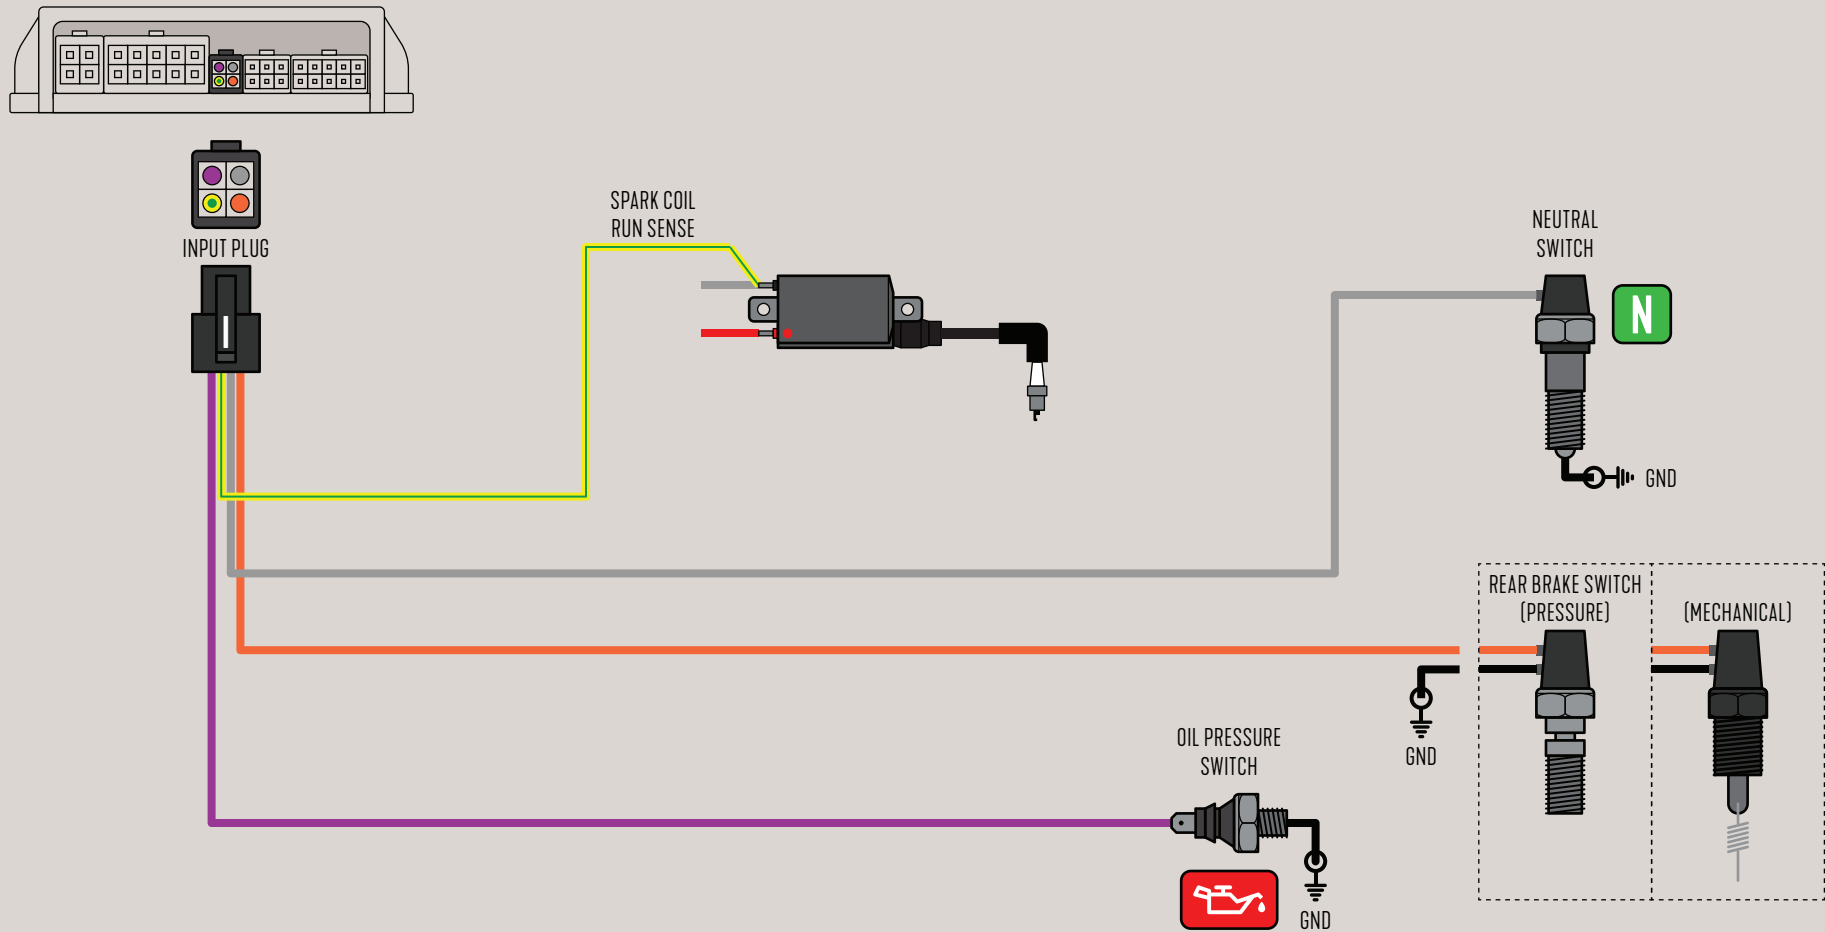 INPUT PLUG
SPARK COIL
RUN SENSE
NEUTRAL
SWITCH
N
GND
REAR BRAKE SWITCH
(PRESSURE)
(MECHANICAL)
GND
OIL PRESSURE
SWITCH
GND